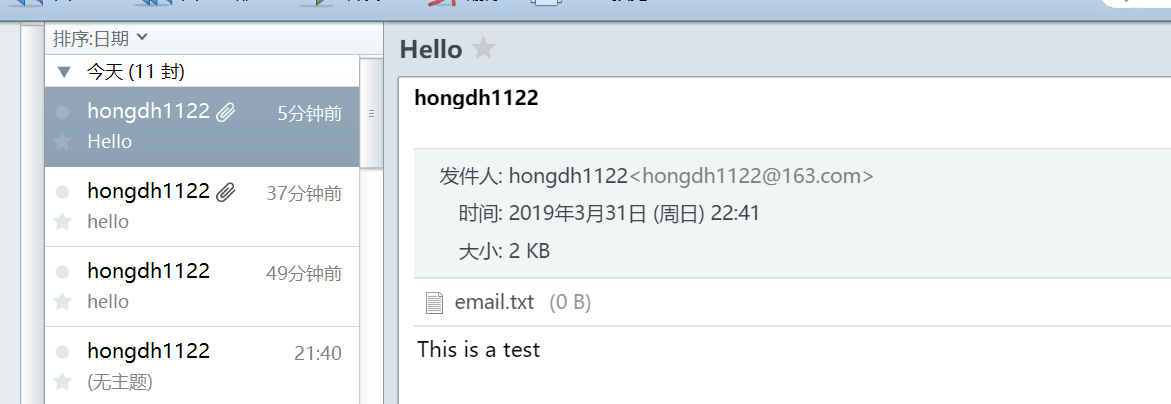 排序:日期
今天 (11 封)
hongdh1122 5分钟前
Hello
hongdh1122 37分钟前
hello
hongdh1122 49分钟前
hello
hongdh1122 21:40
(无主题)
Hello
hongdh1122
发件人: hongdh1122<hongdh1122@163.com>
时间: 2019年3月31日 (周日) 22:41
大小: 2 KB
email.txt (0 B)
This is a test